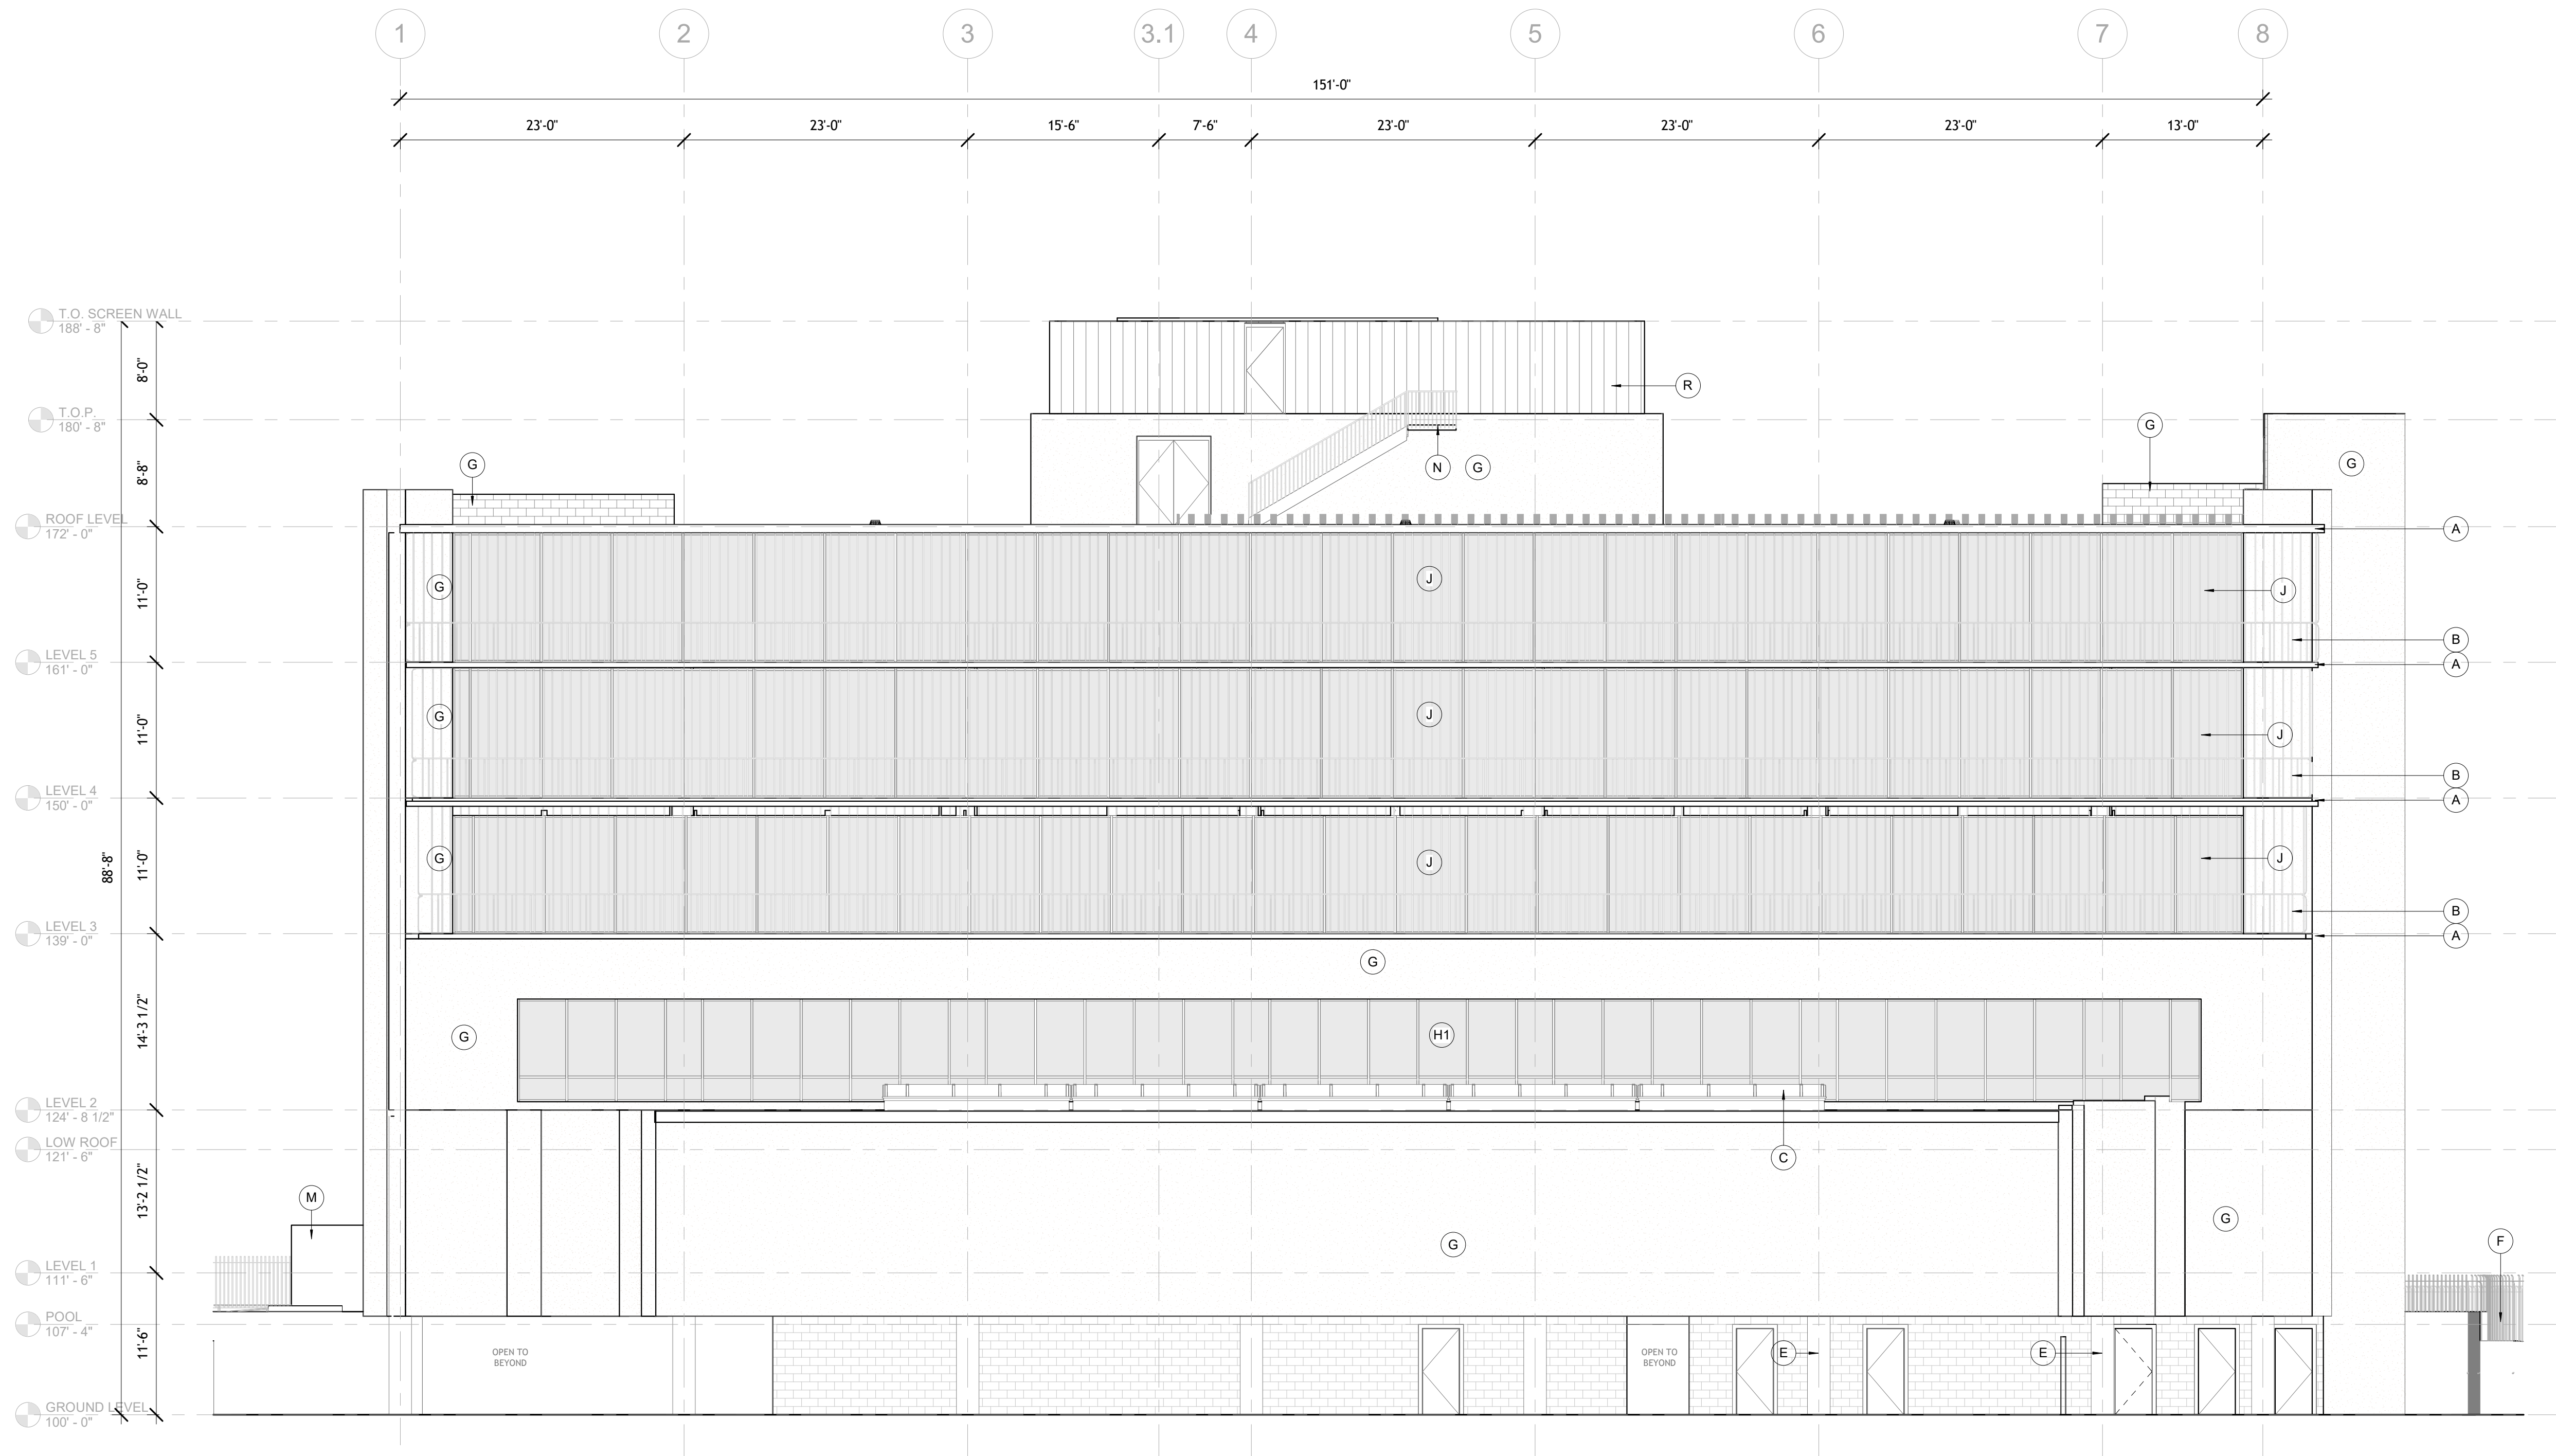 1
2
3
3.1
4
5
6
7
8
151'-0"
23'-0"
23'-0"
15'-6"
7'-6"
23'-0"
23'-0"
23'-0"
13'-0"
T.O. SCREEN WALL
188' - 8"
8'-0"
R
T.O.P.
180' - 8"
8'-8"
G
N
G
G
G
ROOF LEVEL
172' - 0"
A
11'-0"
G
J
J
B
LEVEL 5
161' - 0"
A
11'-0"
G
J
J
B
LEVEL 4
150' - 0"
A
88'-8"
11'-0"
G
J
J
B
LEVEL 3
139' - 0"
A
G
14'-3 1/2"
G
H1
LEVEL 2
124' - 8 1/2"
LOW ROOF
121' - 6"
C
13'-2 1/2"
M
G
G
F
LEVEL 1
111' - 6"
POOL
107' - 4"
11'-6"
OPEN TO
BEYOND
OPEN TO
BEYOND
E
E
GROUND LEVEL
100' - 0"